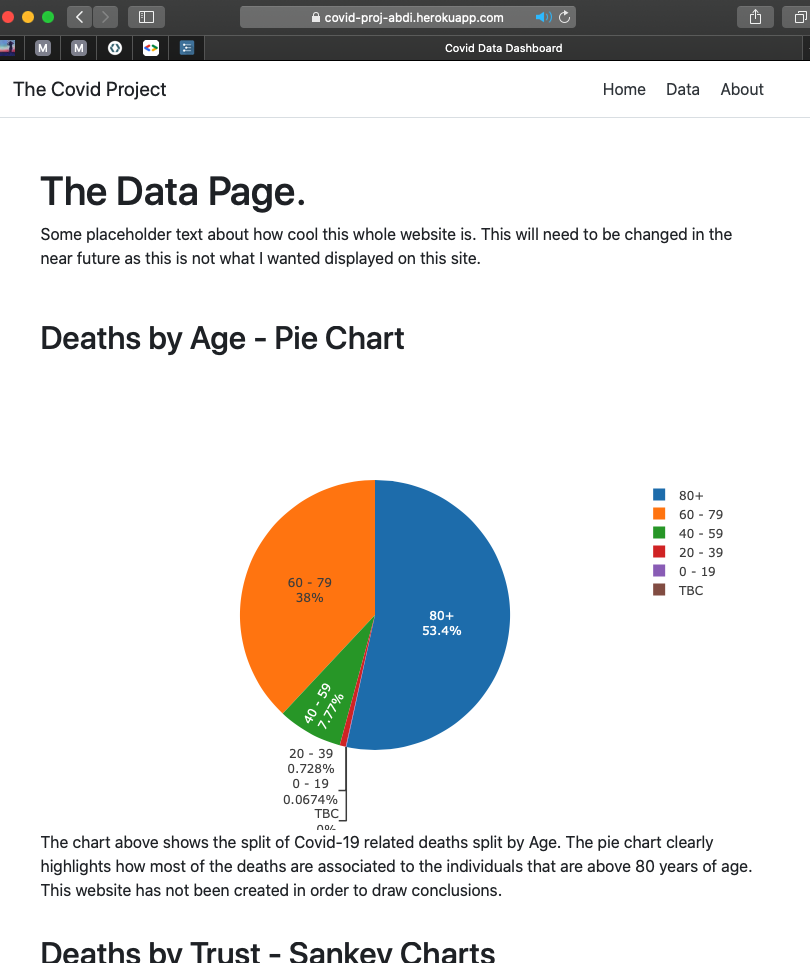 covid-proj-abdi.herokuapp.com
M
M
Covid Data Dashboard
The Covid Project
Home Data About
The Data Page.
Some placeholder text about how cool this whole website is. This will need to be changed in the
near future as this is not what I wanted displayed on this site.
Deaths by Age - Pie Chart
80+
60 - 79
40 - 59
20 - 39
0 - 19
TBC
60 - 79
38%
80+
53.4%
40 - 59
7.77%
20 - 39
0.728%
0 - 19
0.0674%
TBC
0%
The chart above shows the split of Covid-19 related deaths split by Age. The pie chart clearly
highlights how most of the deaths are associated to the individuals that are above 80 years of age.
This website has not been created in order to draw conclusions.
Deaths by Trust - Sankey Charts